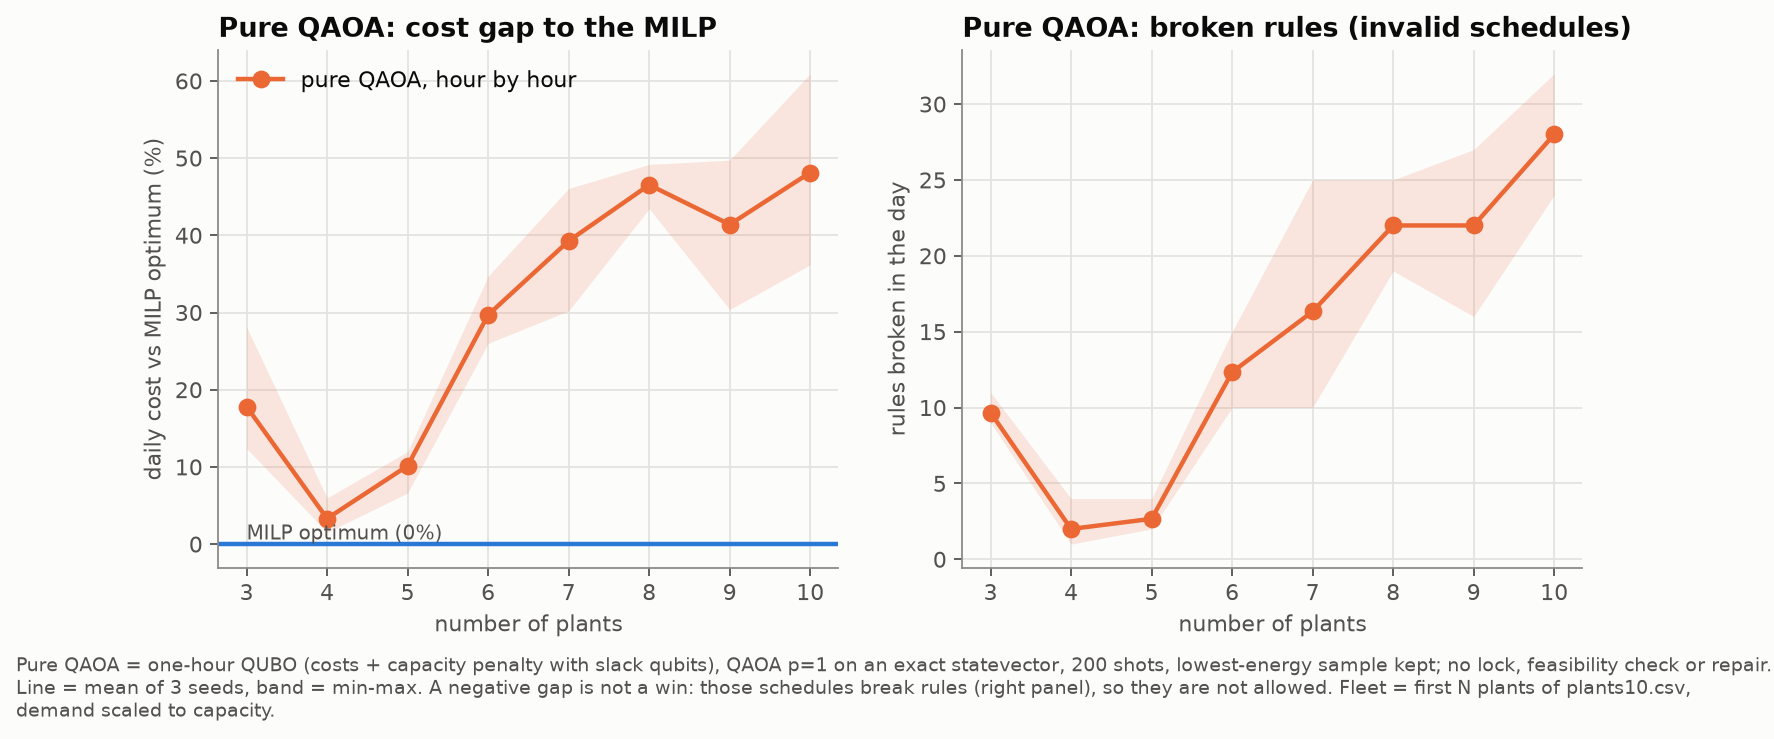 Pure QAOA: cost gap to the MILP
pure QAOA, hour by hour
daily cost vs MILP optimum (%)
60
50
40
30
20
10
0
MILP optimum (0%)
3 4 5 6 7 8 9 10
number of plants
Pure QAOA: broken rules (invalid schedules)
rules broken in the day
30
25
20
15
10
5
0
3 4 5 6 7 8 9 10
number of plants
Pure QAOA = one-hour QUBO (costs + capacity penalty with slack qubits), QAOA p=1 on an exact statevector, 200 shots, lowest-energy sample kept; no lock, feasibility check or repair.
Line = mean of 3 seeds, band = min-max. A negative gap is not a win: those schedules break rules (right panel), so they are not allowed. Fleet = first N plants of plants10.csv,
demand scaled to capacity.